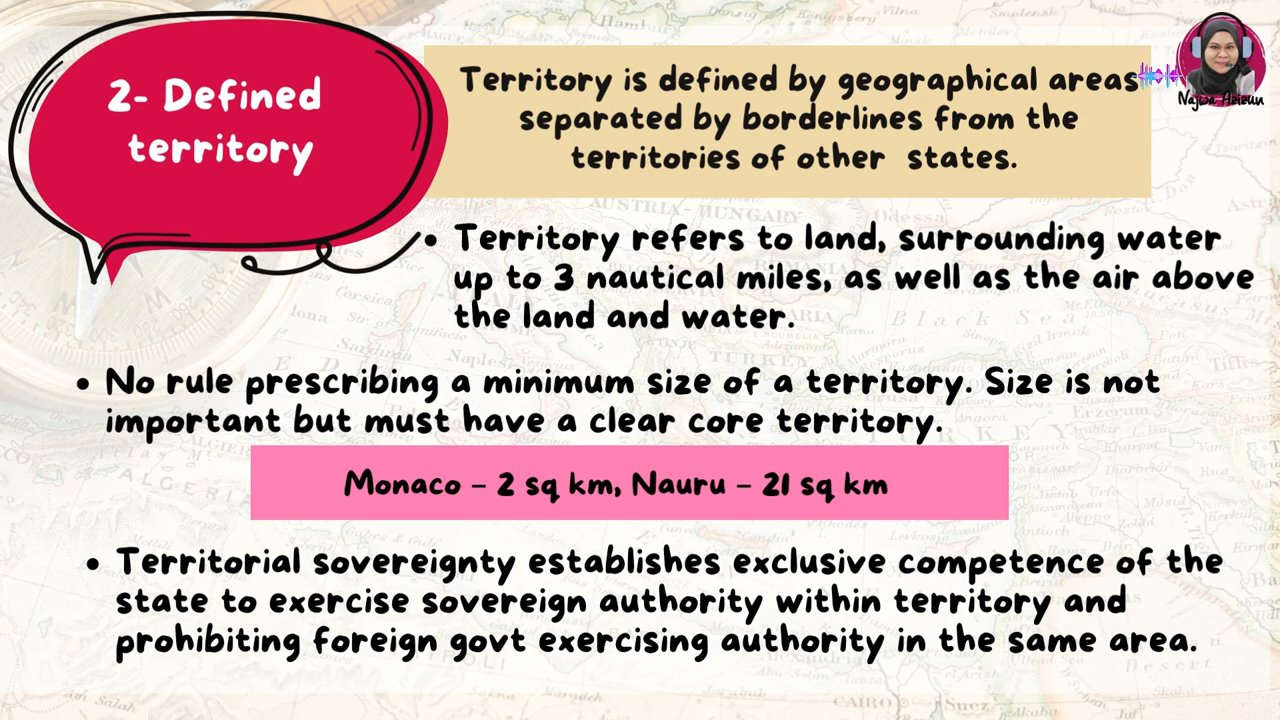 2- Defined
territory
Territory is defined by geographical areas
separated by borderlines from the
territories of other states.
Najwa Azizun
• Territory refers to land, surrounding water
up to 3 nautical miles, as well as the air above
the land and water.
• No rule prescribing a minimum size of a territory. Size is not
important but must have a clear core territory.
Monaco – 2 sq km, Nauru – 21 sq km
• Territorial sovereignty establishes exclusive competence of the
state to exercise sovereign authority within territory and
prohibiting foreign govt exercising authority in the same area.